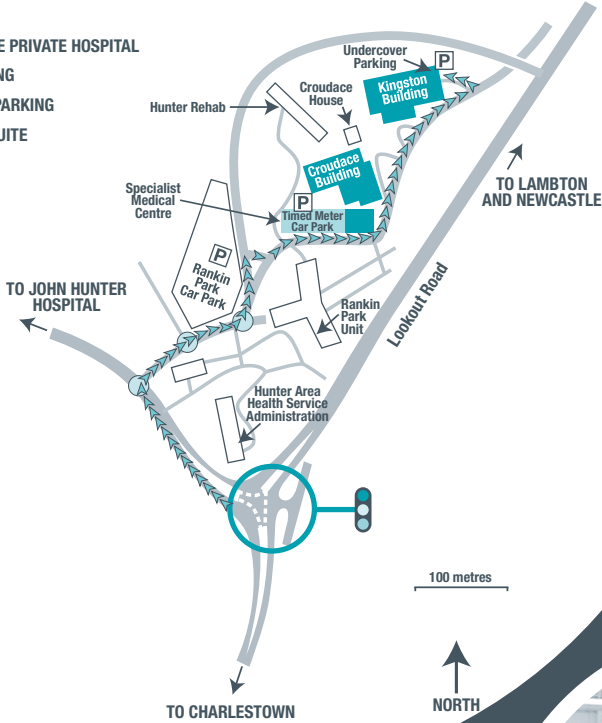 E PRIVATE HOSPITAL
NG
PARKING
UITE
Undercover
Parking
P
Kingston
Building
Croudace
House
Hunter Rehab
Croudace
Building
TO LAMBTON
AND NEWCASTLE
Specialist
Medical
Centre
P
Timed Meter
Car Park
P
Rankin
Park
Car Park
TO JOHN HUNTER
HOSPITAL
Rankin
Park
Unit
Lookout Road
Hunter Area
Health Service
Administration
100 metres
NORTH
TO CHARLESTOWN